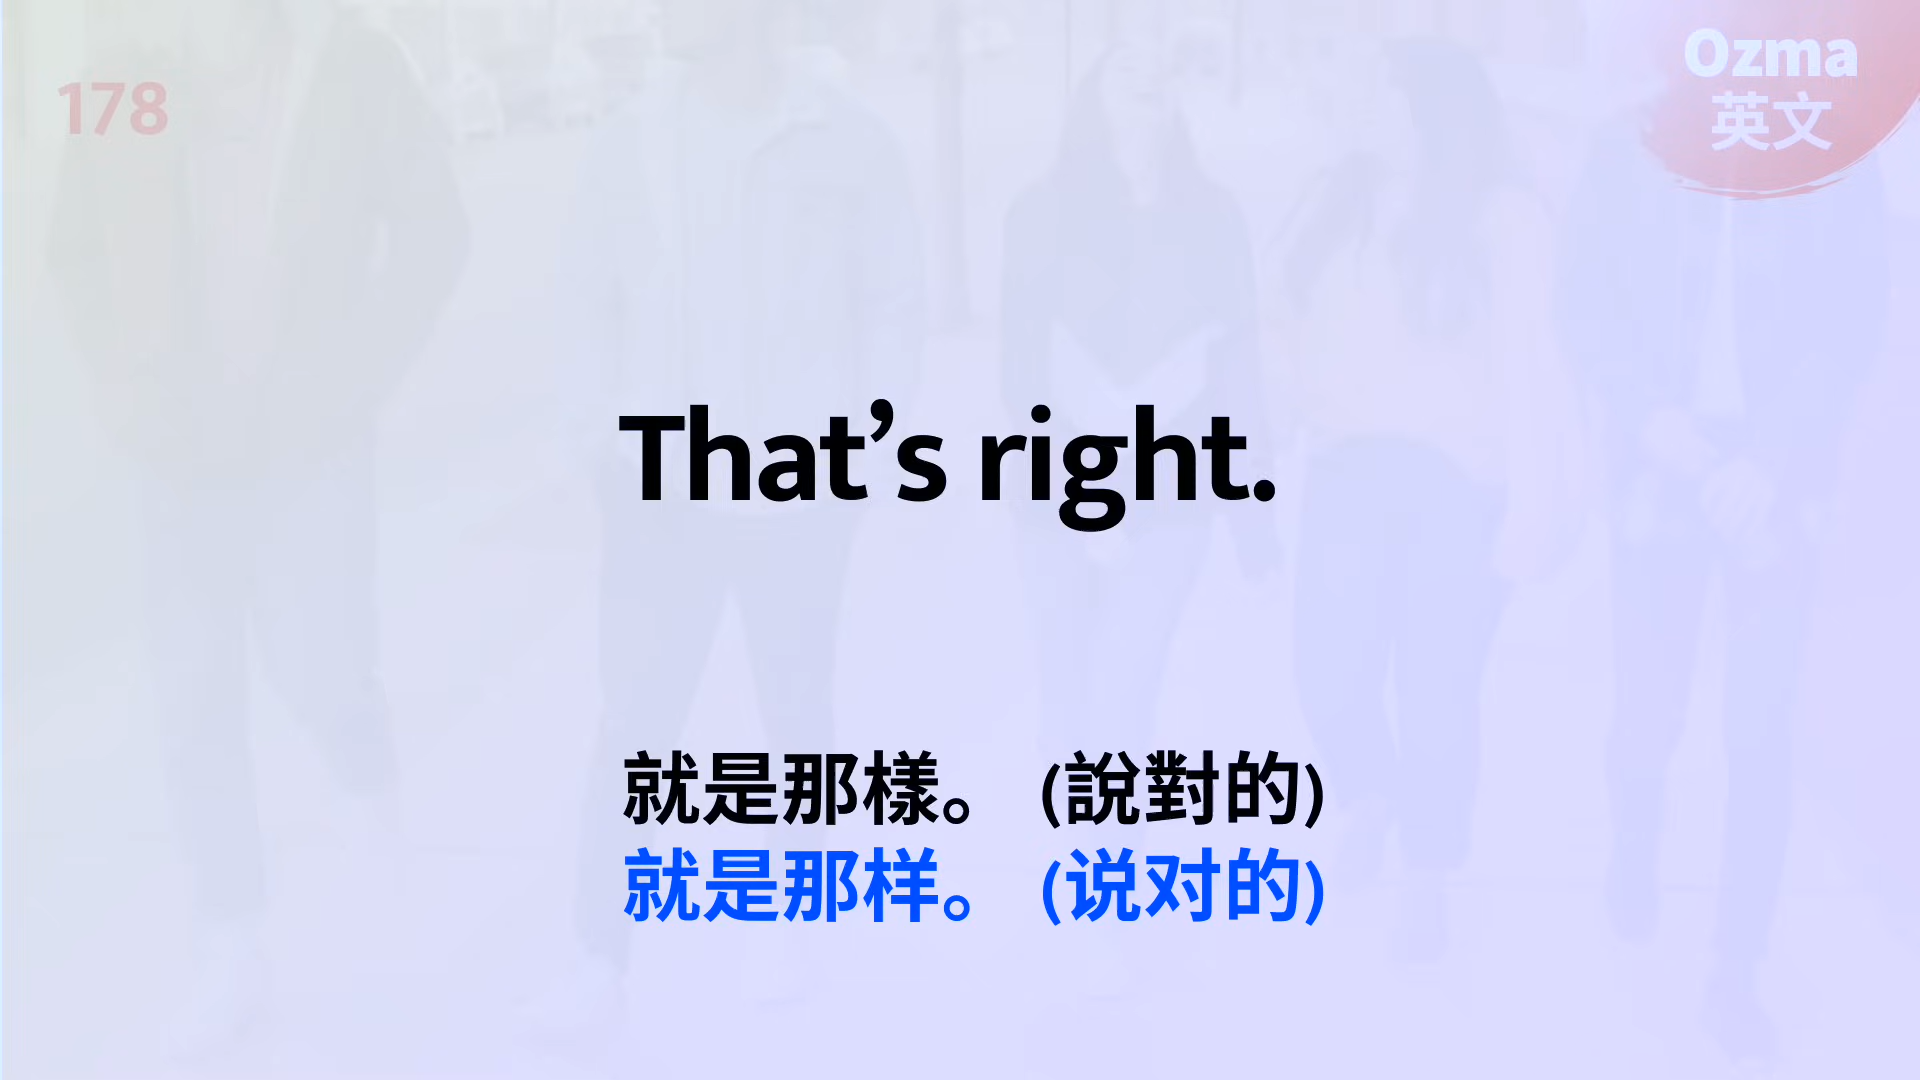 178
Ozma
英文
That’s right.
就是那樣。 (說對的)
就是那样。 (说对的)